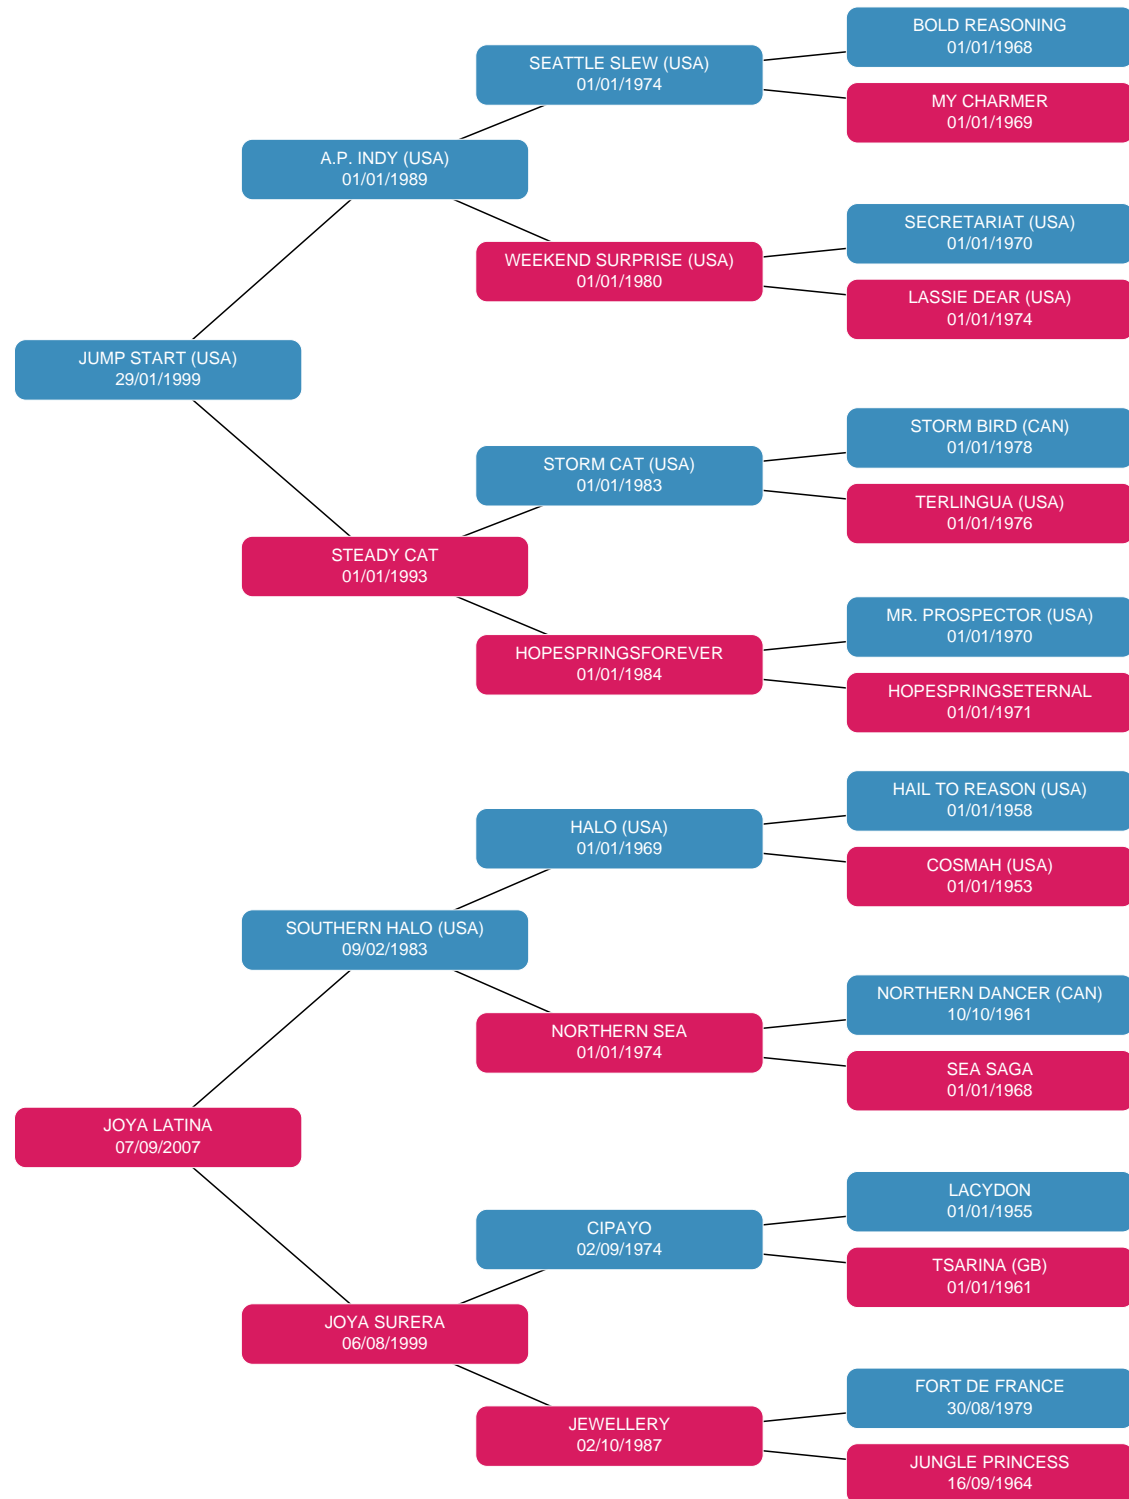 BOLD REASONING
01/01/1968
SEATTLE SLEW (USA)
01/01/1974
MY CHARMER
01/01/1969
A.P. INDY (USA)
01/01/1989
SECRETARIAT (USA)
01/01/1970
WEEKEND SURPRISE (USA)
01/01/1980
LASSIE DEAR (USA)
01/01/1974
JUMP START (USA)
29/01/1999
STORM BIRD (CAN)
01/01/1978
STORM CAT (USA)
01/01/1983
TERLINGUA (USA)
01/01/1976
STEADY CAT
01/01/1993
MR. PROSPECTOR (USA)
01/01/1970
HOPESPRINGSFOREVER
01/01/1984
HOPESPRINGSETERNAL
01/01/1971
HAIL TO REASON (USA)
01/01/1958
HALO (USA)
01/01/1969
COSMAH (USA)
01/01/1953
SOUTHERN HALO (USA)
09/02/1983
NORTHERN DANCER (CAN)
10/10/1961
NORTHERN SEA
01/01/1974
SEA SAGA
01/01/1968
JOYA LATINA
07/09/2007
LACYDON
01/01/1955
CIPAYO
02/09/1974
TSARINA (GB)
01/01/1961
JOYA SURERA
06/08/1999
FORT DE FRANCE
30/08/1979
JEWELLERY
02/10/1987
JUNGLE PRINCESS
16/09/1964